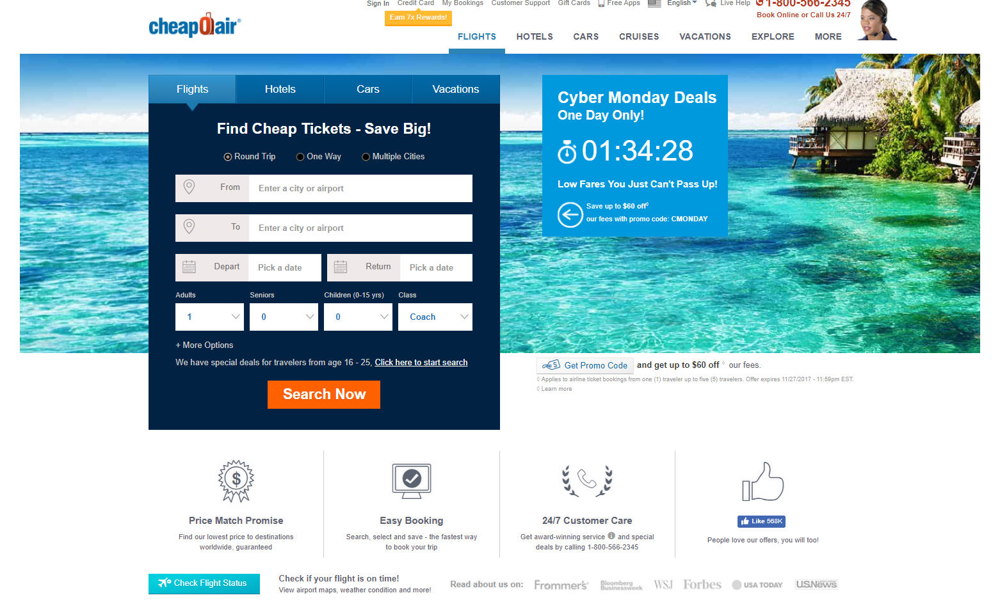 Sign In Credit Card My Bookings Customer Support Gift Cards Free Apps English Live Help 1-800-566-2345
Earn 7x Rewards!
Book Online or Call Us 24/7
cheapOair®
FLIGHTS HOTELS CARS CRUISES VACATIONS EXPLORE MORE
Flights Hotels Cars Vacations
Find Cheap Tickets - Save Big!
Round Trip One Way Multiple Cities
From Enter a city or airport
To Enter a city or airport
Depart Pick a date Return Pick a date
Adults Seniors Children (0-15 yrs) Class
1 0 0 Coach
+ More Options
We have special deals for travelers from age 16 - 25, Click here to start search
Search Now
Cyber Monday Deals
One Day Only!
01:34:28
Low Fares You Just Can't Pass Up!
Save up to $60 off◊
our fees with promo code: CMONDAY
$ Get Promo Code and get up to $60 off ◊ our fees.
◊ Applies to airline ticket bookings from one (1) traveler up to five (5) travelers. Offer expires 11/27/2017 - 11:59pm EST.
◊ Learn more
$
Price Match Promise
Find our lowest price to destinations
worldwide, guaranteed
Easy Booking
Search, select and save - the fastest way
to book your trip
24/7 Customer Care
Get award-winning service i and special
deals by calling 1-800-566-2345
Like 568K
People love our offers, you will too!
Check Flight Status
Check if your flight is on time!
View airport maps, weather condition and more!
Read about us on: Frommer's Bloomberg Businessweek WSJ Forbes USA TODAY U.S.News